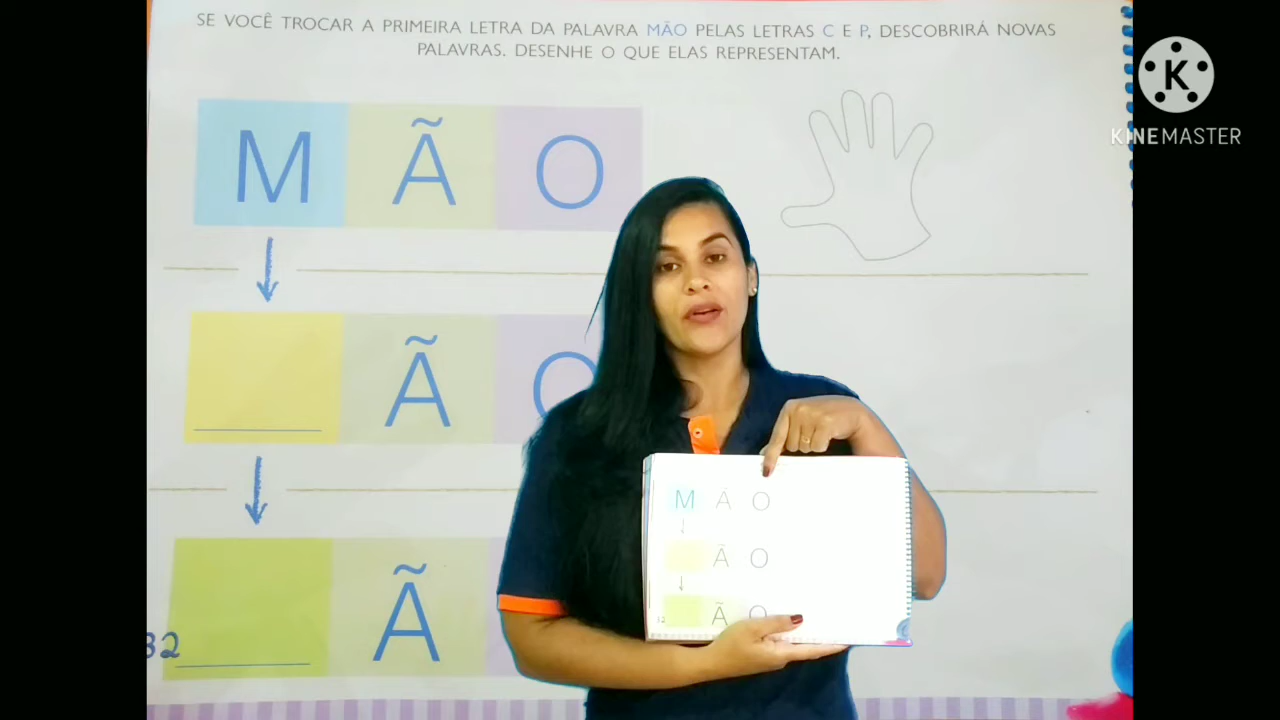 SE VOCÊ TROCAR A PRIMEIRA LETRA DA PALAVRA MÃO PELAS LETRAS C E P, DESCOBRIRÁ NOVAS
PALAVRAS. DESENHE O QUE ELAS REPRESENTAM.
K
KINEMASTER
M Ã O
Ã O
Ã
32
M Ã O
Ã O
Ã O
32